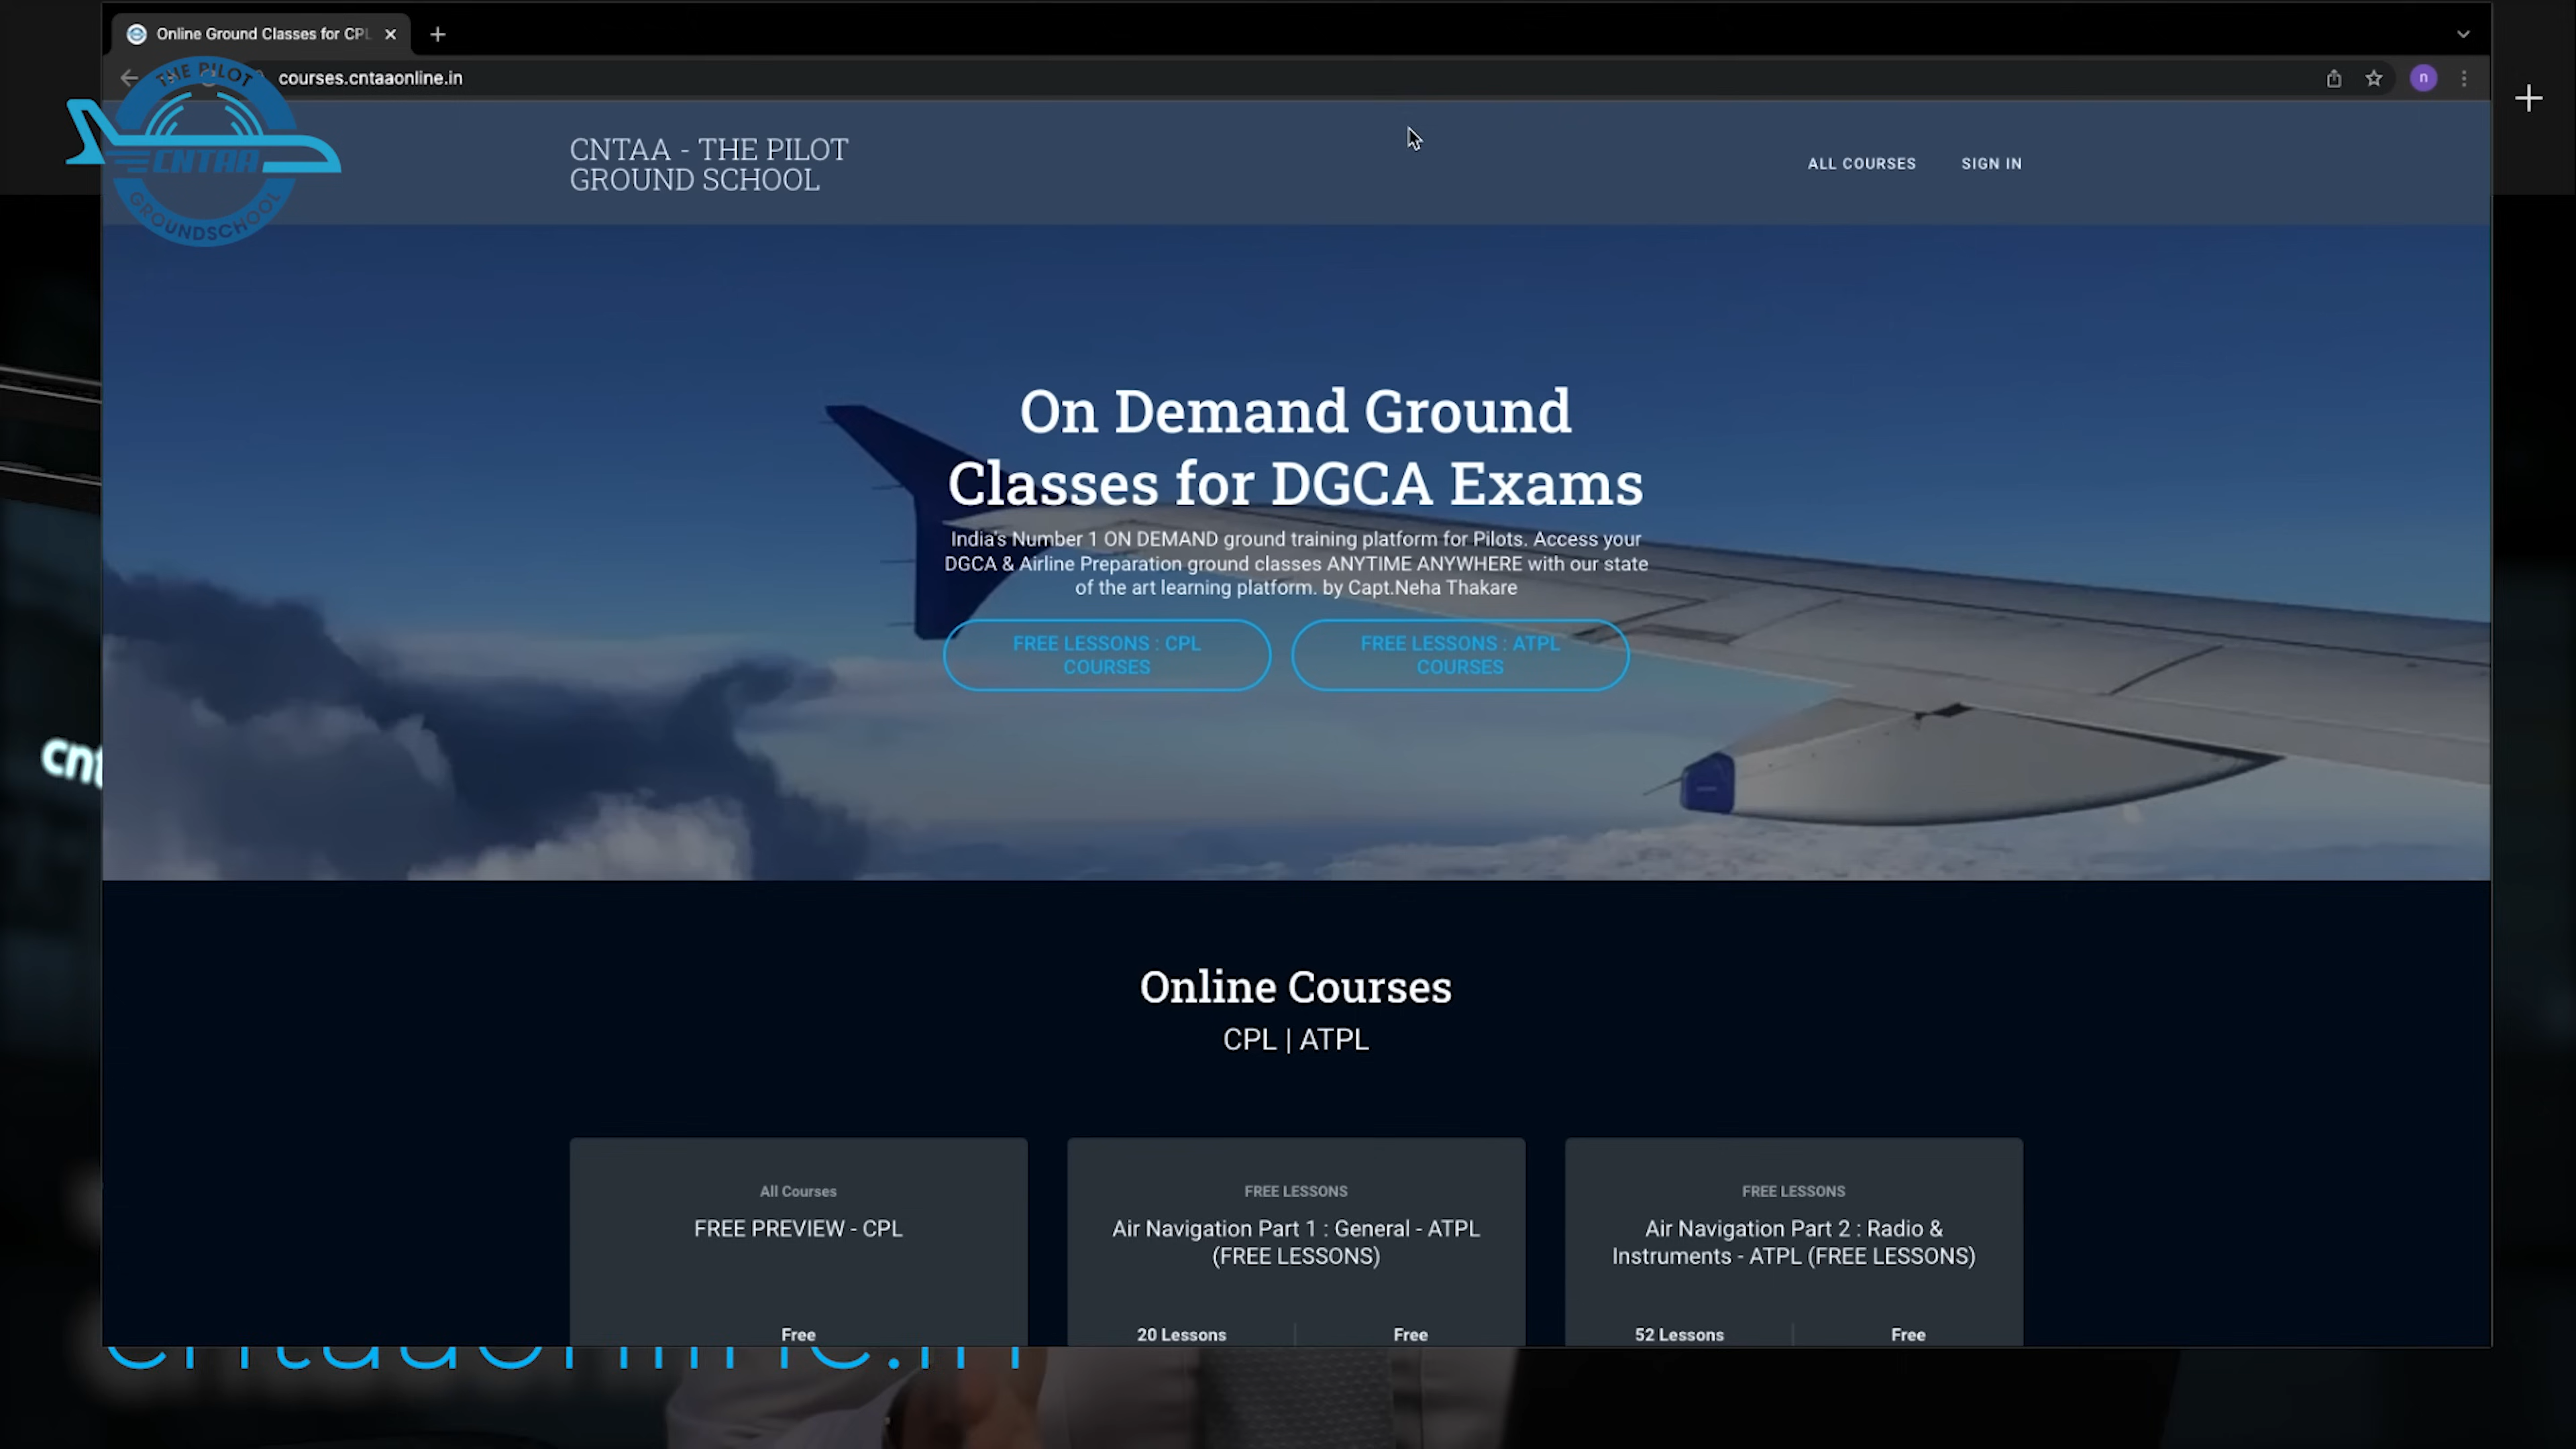 Online Ground Classes for CPL
courses.cntaaonline.in
n
THE PILOT
CNTAA
GROUNDSCHOOL
CNTAA - THE PILOT
GROUND SCHOOL
ALL COURSES
SIGN IN
On Demand Ground
Classes for DGCA Exams
India's Number 1 ON DEMAND ground training platform for Pilots. Access your
DGCA & Airline Preparation ground classes ANYTIME ANYWHERE with our state
of the art learning platform. by Capt.Neha Thakare
FREE LESSONS : CPL
COURSES
FREE LESSONS : ATPL
COURSES
cnt
Online Courses
CPL | ATPL
All Courses
FREE PREVIEW - CPL
Free
FREE LESSONS
Air Navigation Part 1 : General - ATPL
(FREE LESSONS)
20 Lessons
Free
FREE LESSONS
Air Navigation Part 2 : Radio &
Instruments - ATPL (FREE LESSONS)
52 Lessons
Free
cntaaonline.in